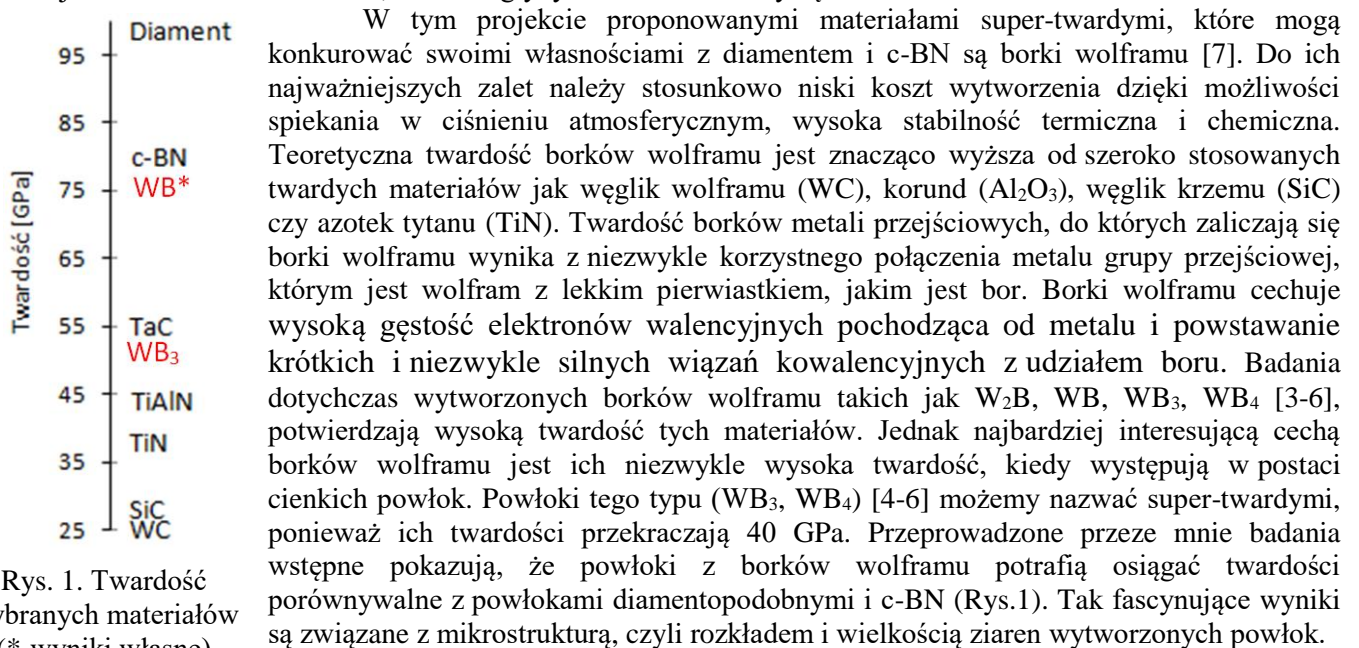 Diament
95
85
c-BN
75
WB*
Twardość [GPa]
65
55
TaC
WB₃
45
TiAlN
TiN
35
SiC
25
WC
Rys. 1. Twardość
wybranych materiałów
(* wyniki własne)
W tym projekcie proponowanymi materiałami super-twardymi, które mogą
konkurować swoimi własnościami z diamentem i c-BN są borki wolframu [7]. Do ich
najważniejszych zalet należy stosunkowo niski koszt wytworzenia dzięki możliwości
spiekania w ciśnieniu atmosferycznym, wysoka stabilność termiczna i chemiczna.
Teoretyczna twardość borków wolframu jest znacząco wyższa od szeroko stosowanych
twardych materiałów jak węglik wolframu (WC), korund (Al₂O₃), węglik krzemu (SiC)
czy azotek tytanu (TiN). Twardość borków metali przejściowych, do których zaliczają się
borki wolframu wynika z niezwykle korzystnego połączenia metalu grupy przejściowej,
którym jest wolfram z lekkim pierwiastkiem, jakim jest bor. Borki wolframu cechuje
wysoką gęstość elektronów walencyjnych pochodząca od metalu i powstawanie
krótkich i niezwykle silnych wiązań kowalencyjnych z udziałem boru. Badania
dotychczas wytworzonych borków wolframu takich jak W₂B, WB, WB₃, WB₄ [3-6],
potwierdzają wysoką twardość tych materiałów. Jednak najbardziej interesującą cechą
borków wolframu jest ich niezwykle wysoka twardość, kiedy występują w postaci
cienkich powłok. Powłoki tego typu (WB₃, WB₄) [4-6] możemy nazwać super-twardymi,
ponieważ ich twardości przekraczają 40 GPa. Przeprowadzone przeze mnie badania
wstępne pokazują, że powłoki z borków wolframu potrafią osiągać twardości
porównywalne z powłokami diamentopodobnymi i c-BN (Rys.1). Tak fascynujące wyniki
są związane z mikrostrukturą, czyli rozkładem i wielkością ziaren wytworzonych powłok.